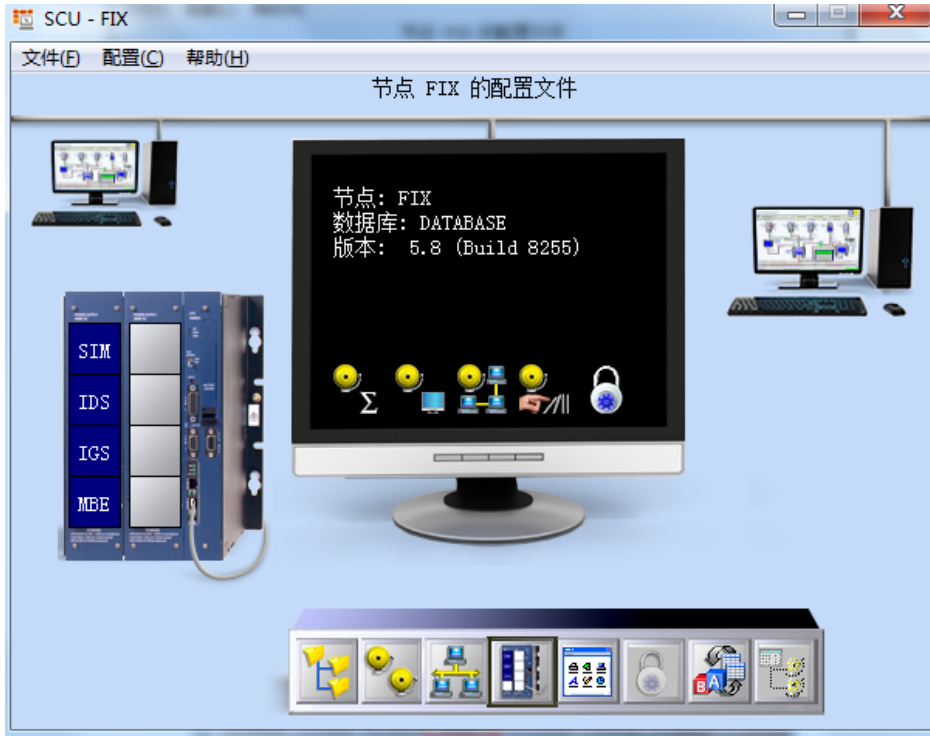 SCU - FIX
文件(F) 配置(C) 帮助(H)
节点 FIX 的配置文件
节点: FIX
数据库: DATABASE
版本: 5.8 (Build 8255)
SIM
IDS
IGS
MBE
Σ